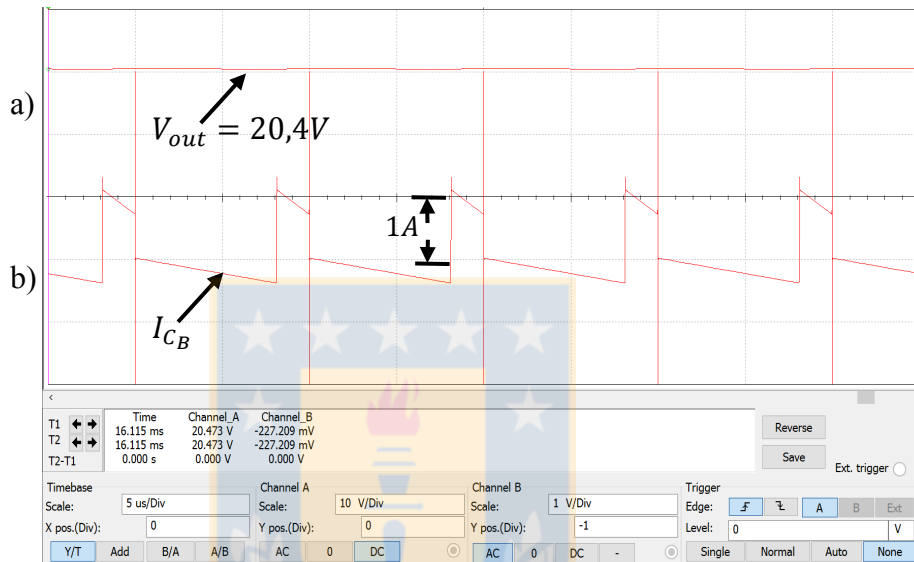 a)
V_out = 20,4V
1A
b)
I_C_B
<
T1
T2
T2-T1
Time Channel_A Channel_B
16.115 ms 20.473 V -227.209 mV
16.115 ms 20.473 V -227.209 mV
0.000 s 0.000 V 0.000 V
Reverse
Save
Ext. trigger
Timebase
Scale: 5 us/Div
X pos.(Div): 0
Y/T Add B/A A/B
Channel A
Scale: 10 V/Div
Y pos.(Div): 0
AC 0 DC
Channel B
Scale: 1 V/Div
Y pos.(Div): -1
AC 0 DC -
Trigger
Edge: A B Ext
Level: 0 V
Single Normal Auto None